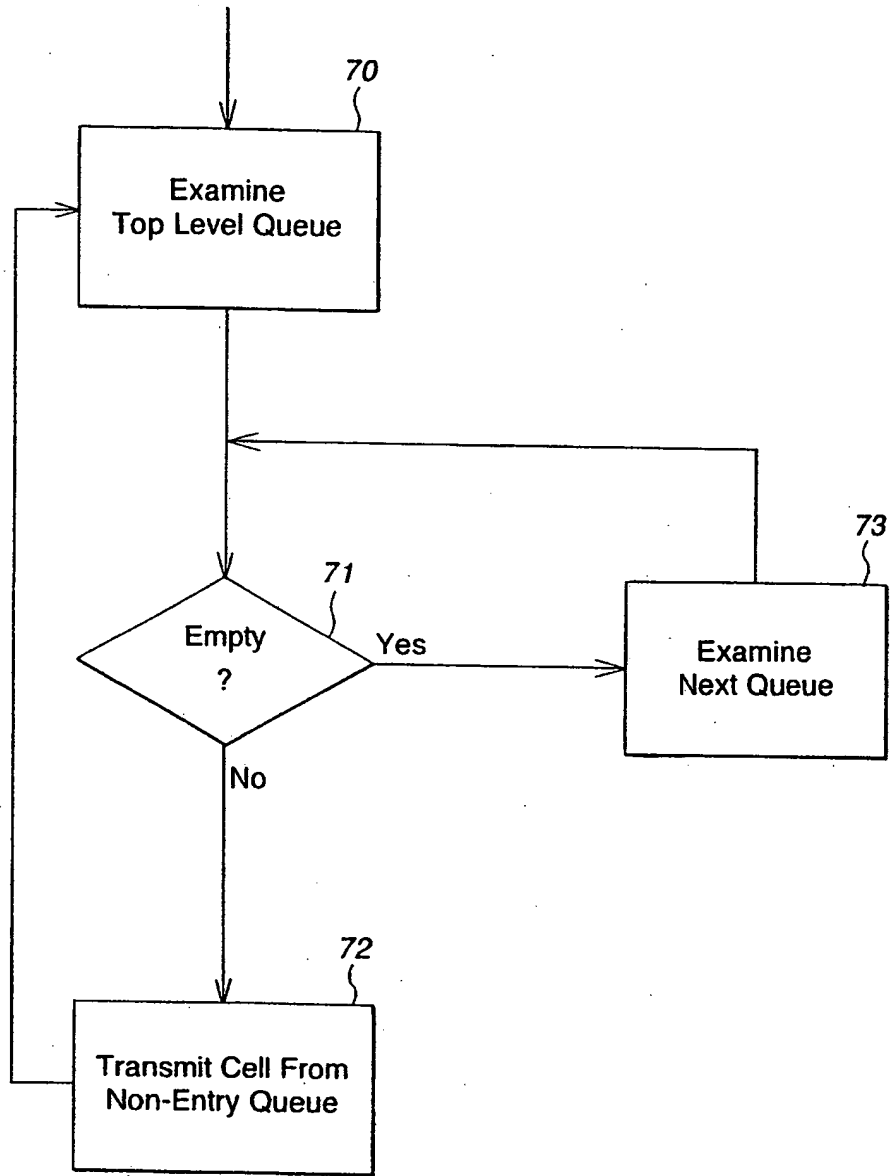 70
Examine
Top Level Queue
71
Empty
?
Yes
73
Examine
Next Queue
No
72
Transmit Cell From
Non-Entry Queue